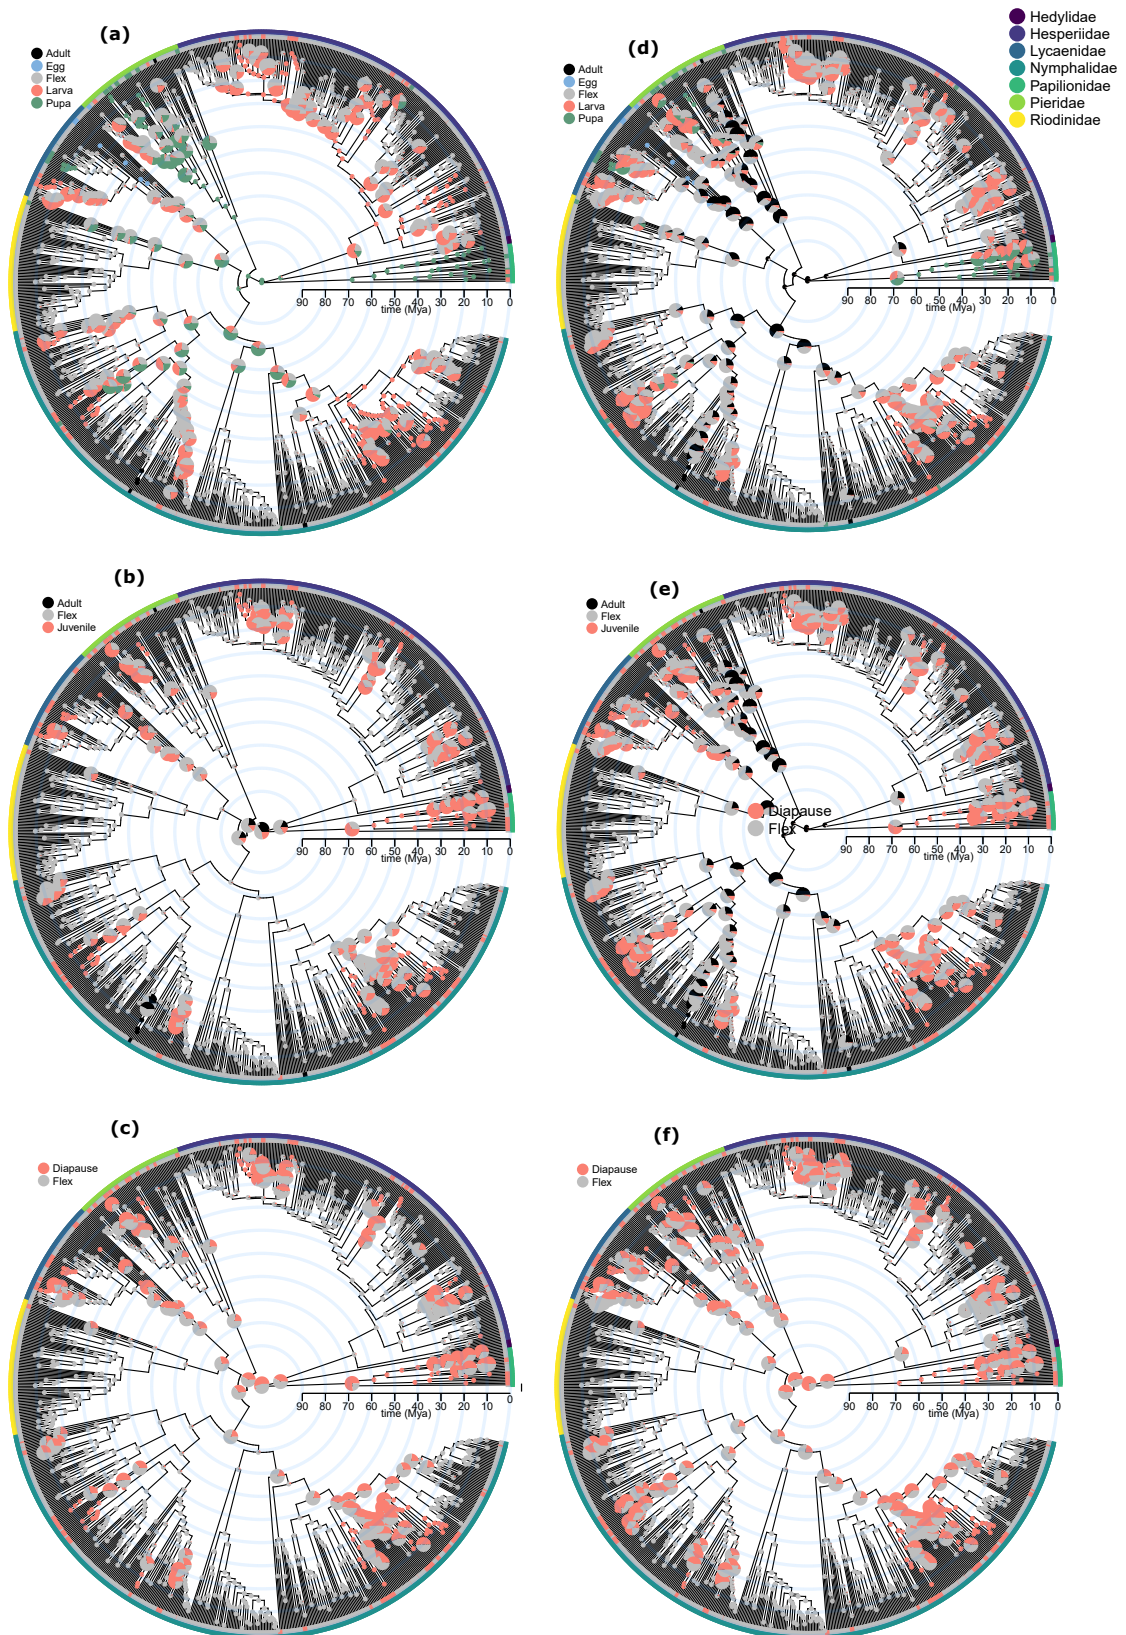 (a)
Adult
Egg
Flex
Larva
Pupa
90 80 70 60 50 40 30 20 10 0
time (Mya)
(d)
Adult
Egg
Flex
Larva
Pupa
90 80 70 60 50 40 30 20 10 0
time (Mya)
Hedylidae
Hesperiidae
Lycaenidae
Nymphalidae
Papilionidae
Pieridae
Riodinidae
(b)
Adult
Flex
Juvenile
90 80 70 60 50 40 30 20 10 0
time (Mya)
(e)
Adult
Flex
Juvenile
Diapause
Flex
90 80 70 60 50 40 30 20 10 0
time (Mya)
(c)
Diapause
Flex
90 80 70 60 50 40 30 20 10 0
time (Mya)
(f)
Diapause
Flex
90 80 70 60 50 40 30 20 10 0
time (Mya)